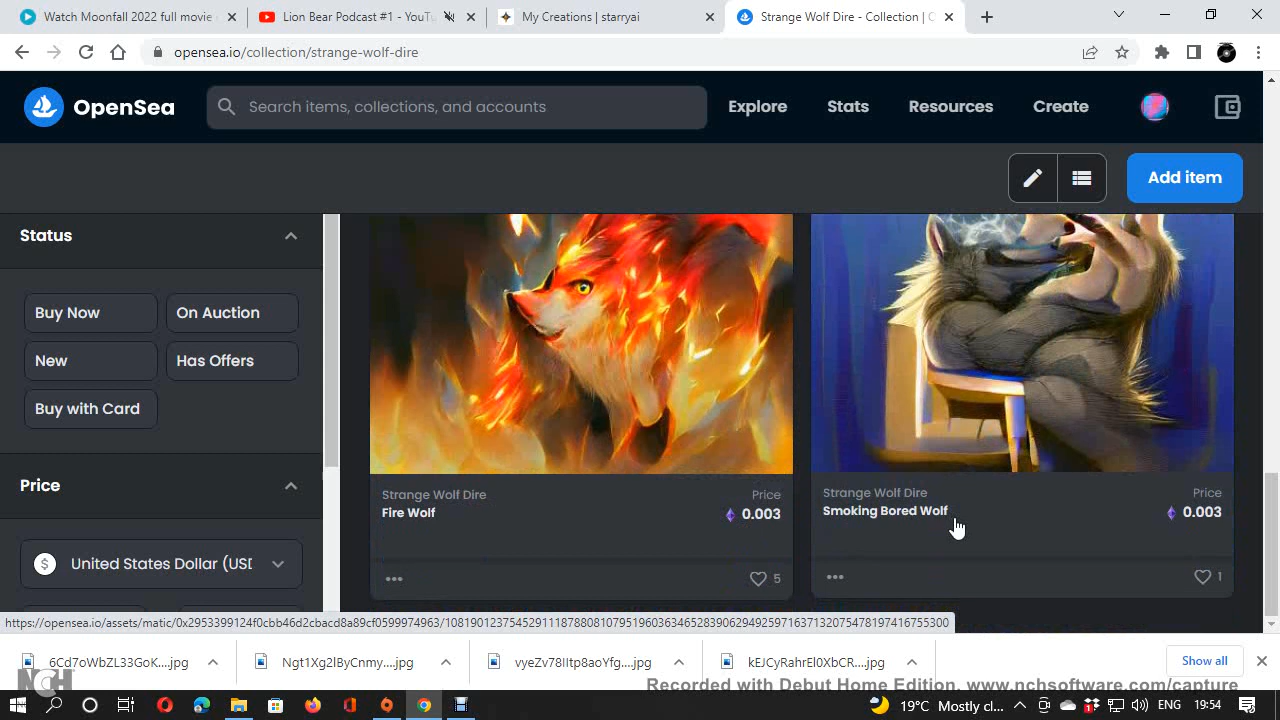 Watch Moonfall 2022 full movie
Lion Bear Podcast #1 - YouTu
My Creations | starryai
Strange Wolf Dire - Collection | O
opensea.io/collection/strange-wolf-dire
OpenSea
Search items, collections, and accounts
Explore
Stats
Resources
Create
Add item
Status
Buy Now
On Auction
New
Has Offers
Buy with Card
Price
$
United States Dollar (USD
Strange Wolf Dire
Price
Fire Wolf
0.003
5
Strange Wolf Dire
Price
Smoking Bored Wolf
0.003
1
https://opensea.io/assets/matic/0x2953399124f0cbb46d2cbacd8a89cf0599974963/108190123754529111878808107951960363465283906294925971637132075478197416755300
6Cd7oWbZL33GoK....jpg
Ngt1Xg2lByCnmy....jpg
vyeZv78IItp8aoYfg....jpg
kEJCyRahrEl0XbCR....jpg
Show all
NCH
Recorded with Debut Home Edition. www.nchsoftware.com/capture
19°C Mostly cl...
ENG
19:54